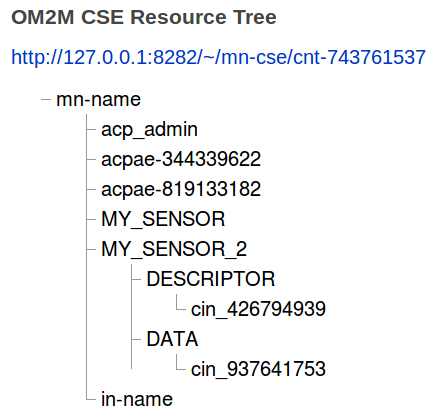 OM2M CSE Resource Tree
http://127.0.0.1:8282/~/mn-cse/cnt-743761537
mn-name
acp_admin
acpae-344339622
acpae-819133182
MY_SENSOR
MY_SENSOR_2
DESCRIPTOR
cin_426794939
DATA
cin_937641753
in-name